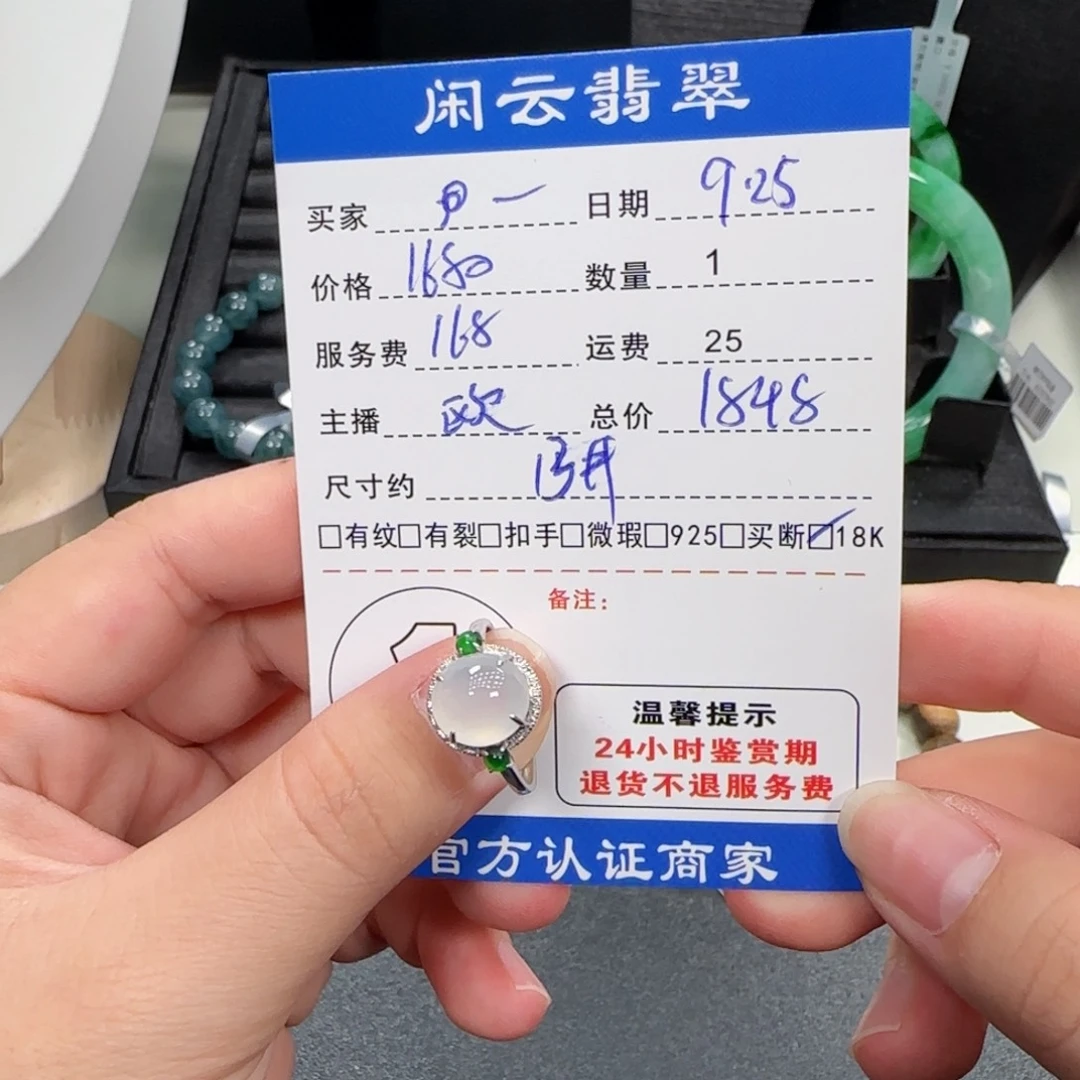 闲云翡翠
买家 尹一 日期 9.25
价格 1680 数量 1
服务费 168 运费 25
主播 欧 总价 1848
尺寸约 13#
□有纹□有裂□扣手□微瑕□925□买断☑18K
备注：
1
温馨提示
24小时鉴赏期
退货不退服务费
官方认证商家